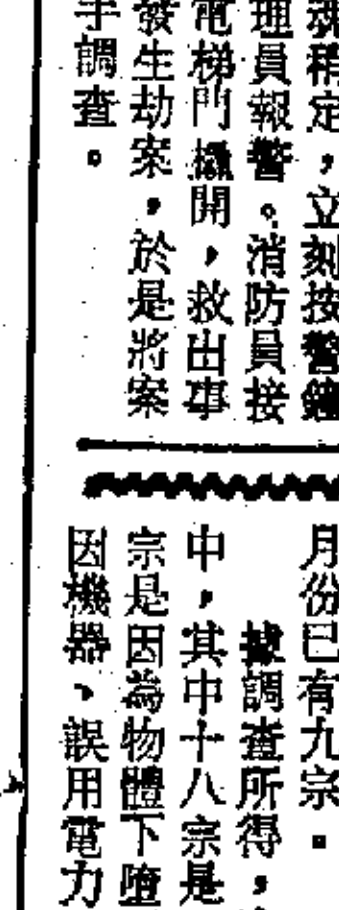 魂稍定，立刻按警鐘
理員報警。消防員接
電梯門撬開，救出事
發生劫案，於是將案
手調查。
月份已有九宗。
據調查所得，
中，其中十八宗是
宗是因為物體下墮
因機器、誤用電力